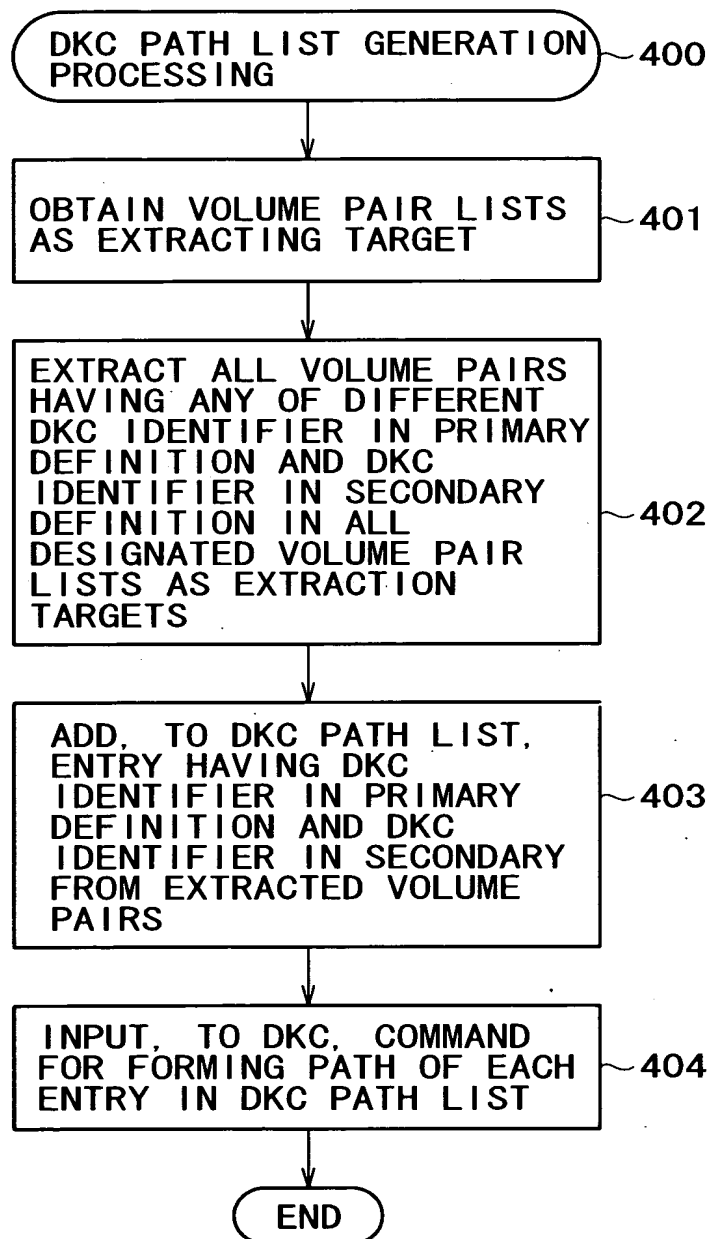 DKC PATH LIST GENERATION
PROCESSING
400
OBTAIN VOLUME PAIR LISTS
AS EXTRACTING TARGET
401
EXTRACT ALL VOLUME PAIRS
HAVING ANY OF DIFFERENT
DKC IDENTIFIER IN PRIMARY
DEFINITION AND DKC
IDENTIFIER IN SECONDARY
DEFINITION IN ALL
DESIGNATED VOLUME PAIR
LISTS AS EXTRACTION
TARGETS
402
ADD, TO DKC PATH LIST,
ENTRY HAVING DKC
IDENTIFIER IN PRIMARY
DEFINITION AND DKC
IDENTIFIER IN SECONDARY
FROM EXTRACTED VOLUME
PAIRS
403
INPUT, TO DKC, COMMAND
FOR FORMING PATH OF EACH
ENTRY IN DKC PATH LIST
404
END